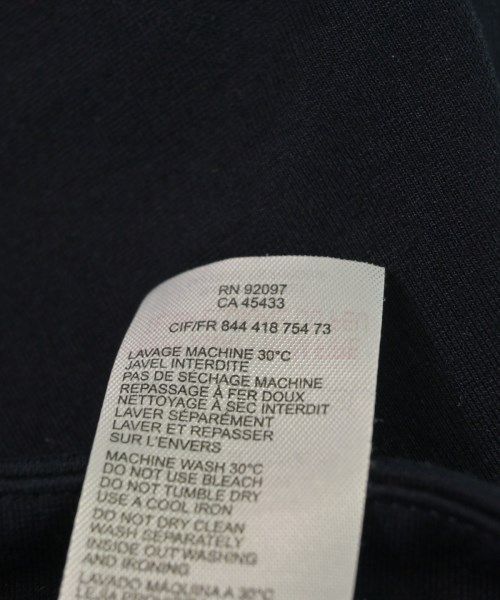 RN 92097
CA 45433
CIF/FR 844 418 754 73
LAVAGE MACHINE 30°C
JAVEL INTERDITE
PAS DE SÉCHAGE MACHINE
REPASSAGE À FER DOUX
NETTOYAGE À SEC INTERDIT
LAVER SÉPARÉMENT
LAVER ET REPASSER
SUR L'ENVERS
MACHINE WASH 30°C
DO NOT USE BLEACH
DO NOT TUMBLE DRY
USE A COOL IRON
DO NOT DRY CLEAN
WASH SEPARATELY
INSIDE OUT WASHING
AND IRONING
LAVADO MÁQUINA A 30°C
LEJÍA